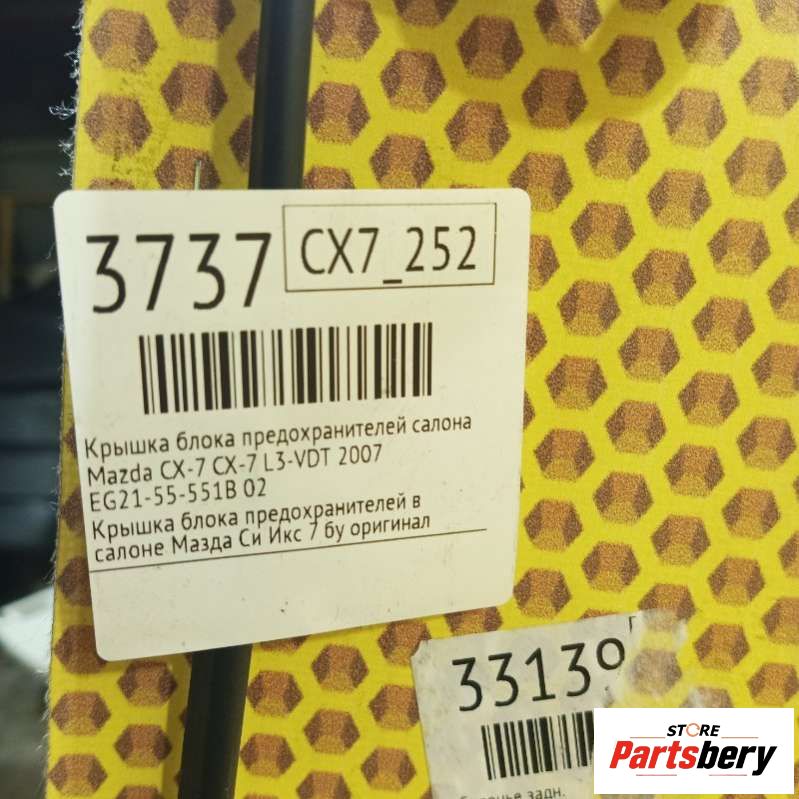 3737
CX7_252
Крышка блока предохранителей салона
Mazda CX-7 CX-7 L3-VDT 2007
EG21-55-551B 02
Крышка блока предохранителей в
салоне Мазда Си Икс 7 бу оригинал
33139
задн.
STORE
Partsbery